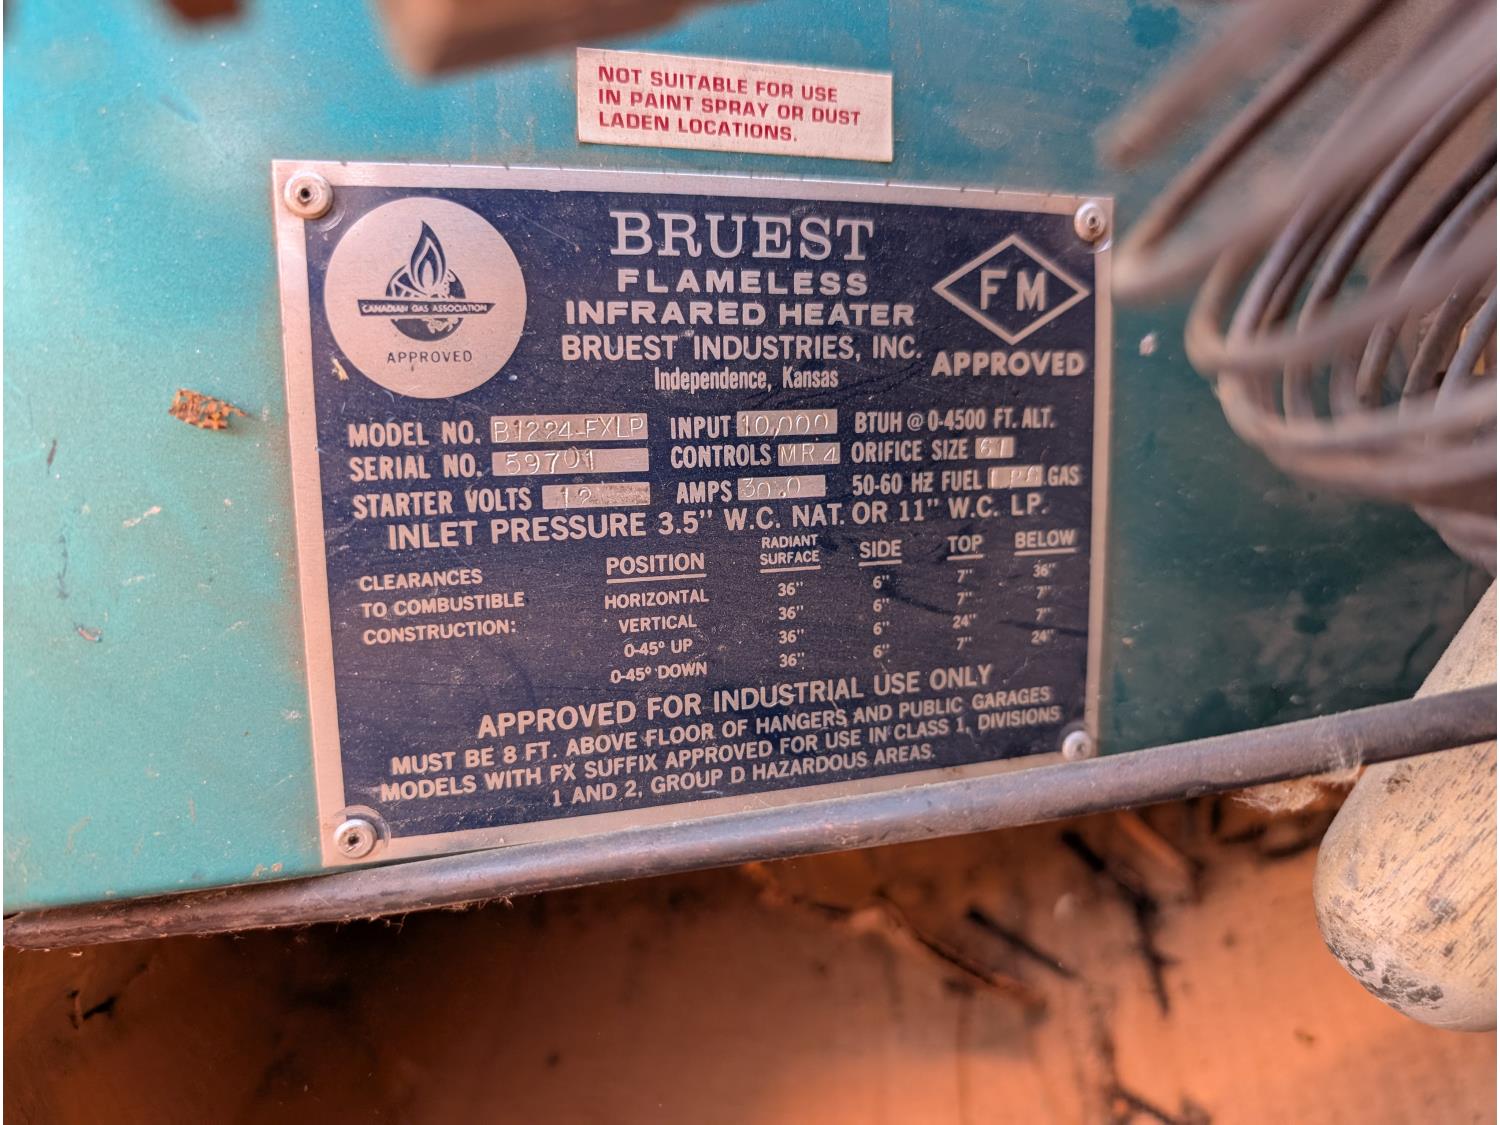 NOT SUITABLE FOR USE
IN PAINT SPRAY OR DUST
LADEN LOCATIONS.
CANADIAN GAS ASSOCIATION
APPROVED
BRUEST
FLAMELESS
INFRARED HEATER
BRUEST INDUSTRIES, INC.
Independence, Kansas
FM
APPROVED
MODEL NO. B1224-FXLP INPUT 10,000 BTUH @ 0-4500 FT. ALT.
SERIAL NO. 59701 CONTROLS MR4 ORIFICE SIZE 61
STARTER VOLTS 12 AMPS 30.0 50-60 HZ FUEL LPG GAS
INLET PRESSURE 3.5" W.C. NAT. OR 11" W.C. LP.
CLEARANCES TO COMBUSTIBLE CONSTRUCTION:
POSITION RADIANT SURFACE SIDE TOP BELOW
HORIZONTAL 36" 6" 7" 36"
VERTICAL 36" 6" 7" 7"
0-45° UP 36" 6" 24" 7"
0-45° DOWN 36" 6" 7" 24"
APPROVED FOR INDUSTRIAL USE ONLY
MUST BE 8 FT. ABOVE FLOOR OF HANGERS AND PUBLIC GARAGES
MODELS WITH FX SUFFIX APPROVED FOR USE IN CLASS 1, DIVISIONS
1 AND 2, GROUP D HAZARDOUS AREAS.